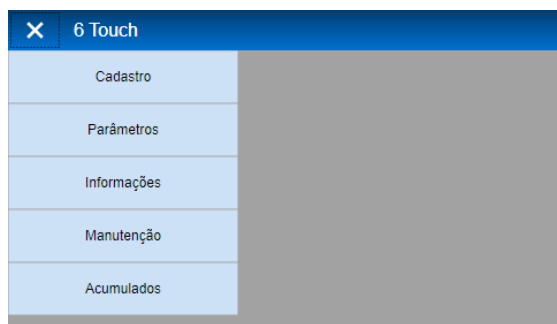 6 Touch
Cadastro
Parâmetros
Informações
Manutenção
Acumulados